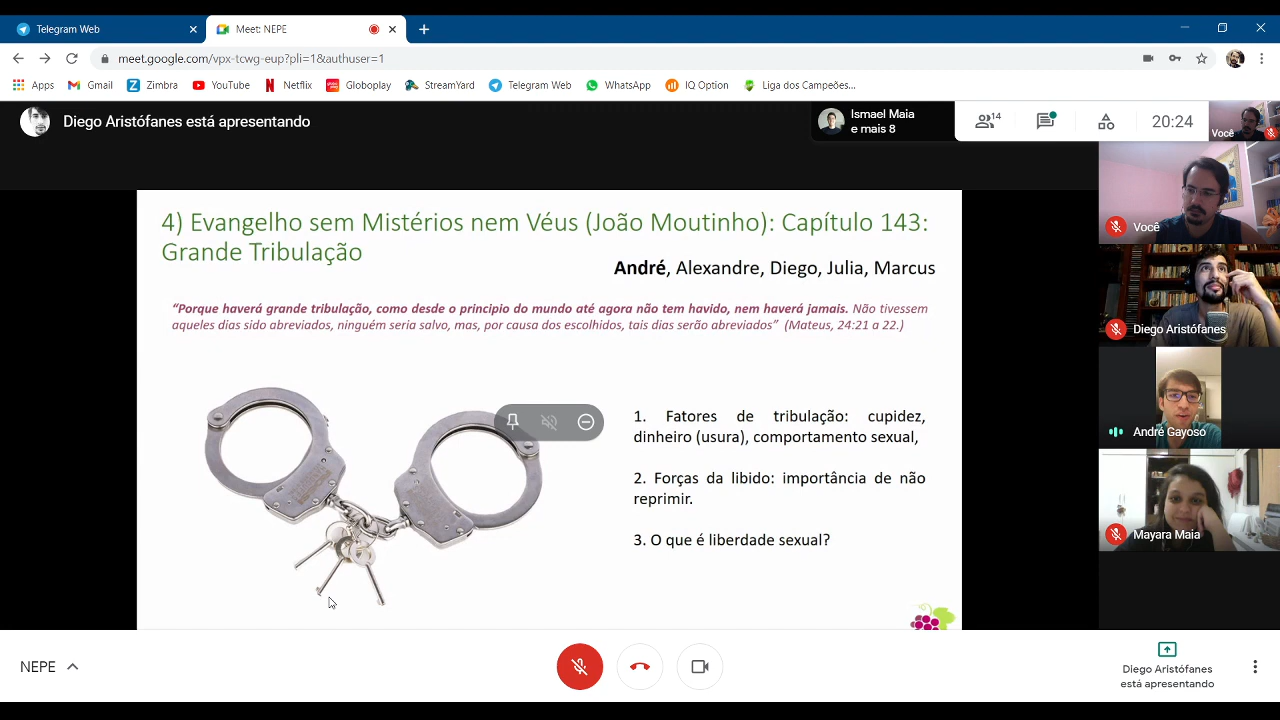 Telegram Web
Meet: NEPE
meet.google.com/vpx-tcwg-eup?pli=1&authuser=1
Apps
Gmail
Zimbra
YouTube
Netflix
Globoplay
StreamYard
Telegram Web
WhatsApp
IQ Option
Liga dos Campeões...
Diego Aristófanes está apresentando
Ismael Maia
e mais 8
14
20:24
Você
4) Evangelho sem Mistérios nem Véus (João Moutinho): Capítulo 143:
Grande Tribulação
André, Alexandre, Diego, Julia, Marcus
“Porque haverá grande tribulação, como desde o principio do mundo até agora não tem havido, nem haverá jamais. Não tivessem
aqueles dias sido abreviados, ninguém seria salvo, mas, por causa dos escolhidos, tais dias serão abreviados” (Mateus, 24:21 a 22.)
1. Fatores de tribulação: cupidez,
dinheiro (usura), comportamento sexual,
2. Forças da libido: importância de não
reprimir.
3. O que é liberdade sexual?
Você
Diego Aristófanes
André Gayoso
Mayara Maia
NEPE
Diego Aristófanes
está apresentando